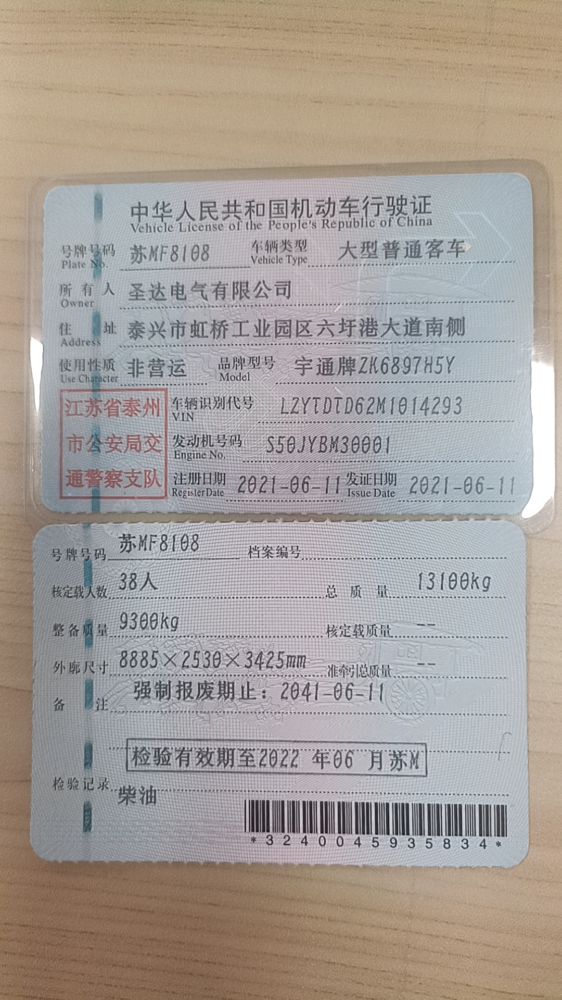 中华人民共和国机动车行驶证
Vehicle License of the People's Republic of China
号牌号码 苏MF8108 车辆类型 大型普通客车
Plate No. Vehicle Type
所有人 圣达电气有限公司
Owner
住址 泰兴市虹桥工业园区六圩港大道南侧
Address
使用性质 非营运 品牌型号 宇通牌ZK6897H5Y
Use Character Model
江苏省泰州
市公安局交
通警察支队
车辆识别代号 LZYTDTD62M1014293
VIN
发动机号码 S50JYBM30001
Engine No.
注册日期 2021-06-11 发证日期 2021-06-11
Register Date Issue Date
号牌号码 苏MF8108 档案编号
核定载人数 38人 总质量 13100kg
整备质量 9300kg 核定载质量 --
外廓尺寸 8885×2530×3425mm 准牵引总质量 --
备注 强制报废期止：2041-06-11
检验有效期至2022 年06 月苏M
检验记录 柴油
*3240045935834*